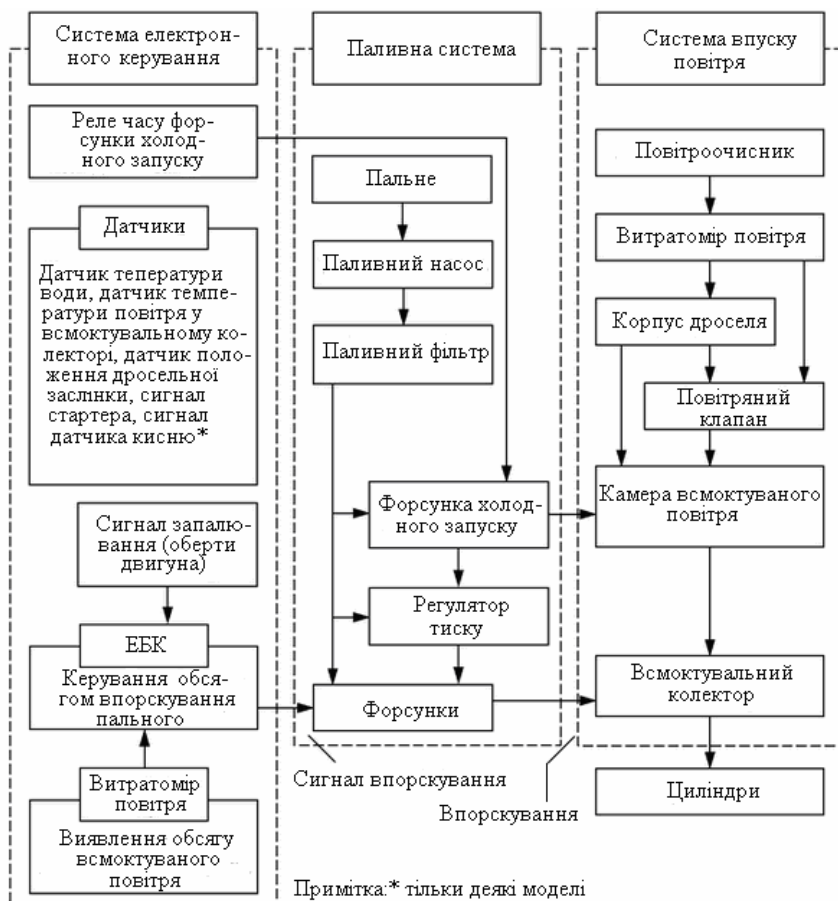 Система електрон-
ного керування
Паливна система
Система впуску
повітря
Реле часу фор-
сунки холод-
ного запуску
Датчики
Датчик теператури
води, датчик темпе-
ратури повітря у
всмоктувальному ко-
лекторі, датчик поло-
ження дросельної
заслінки, сигнал
стартера, сигнал
датчика кисню*
Сигнал запалю-
вання (оберти
двигуна)
ЕБК
Керування обся-
гом впорскування
пального
Витратомір
повітря
Виявлення обсягу
всмоктуваного
повітря
Пальне
Паливний насос
Паливний фільтр
Форсунка холод-
ного запуску
Регулятор
тиску
Форсунки
Сигнал впорскування
Впорскування
Повітроочисник
Витратомір повітря
Корпус дроселя
Повітряний
клапан
Камера всмоктуваного
повітря
Всмоктувальний
колектор
Циліндри
Примітка:* тільки деякі моделі